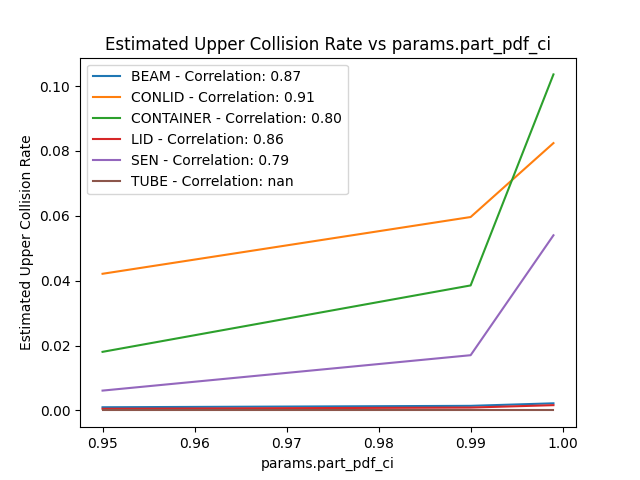 Estimated Upper Collision Rate vs params.part_pdf_ci
BEAM - Correlation: 0.87
CONLID - Correlation: 0.91
CONTAINER - Correlation: 0.80
LID - Correlation: 0.86
SEN - Correlation: 0.79
TUBE - Correlation: nan
Estimated Upper Collision Rate
0.10
0.08
0.06
0.04
0.02
0.00
0.95 0.96 0.97 0.98 0.99 1.00
params.part_pdf_ci